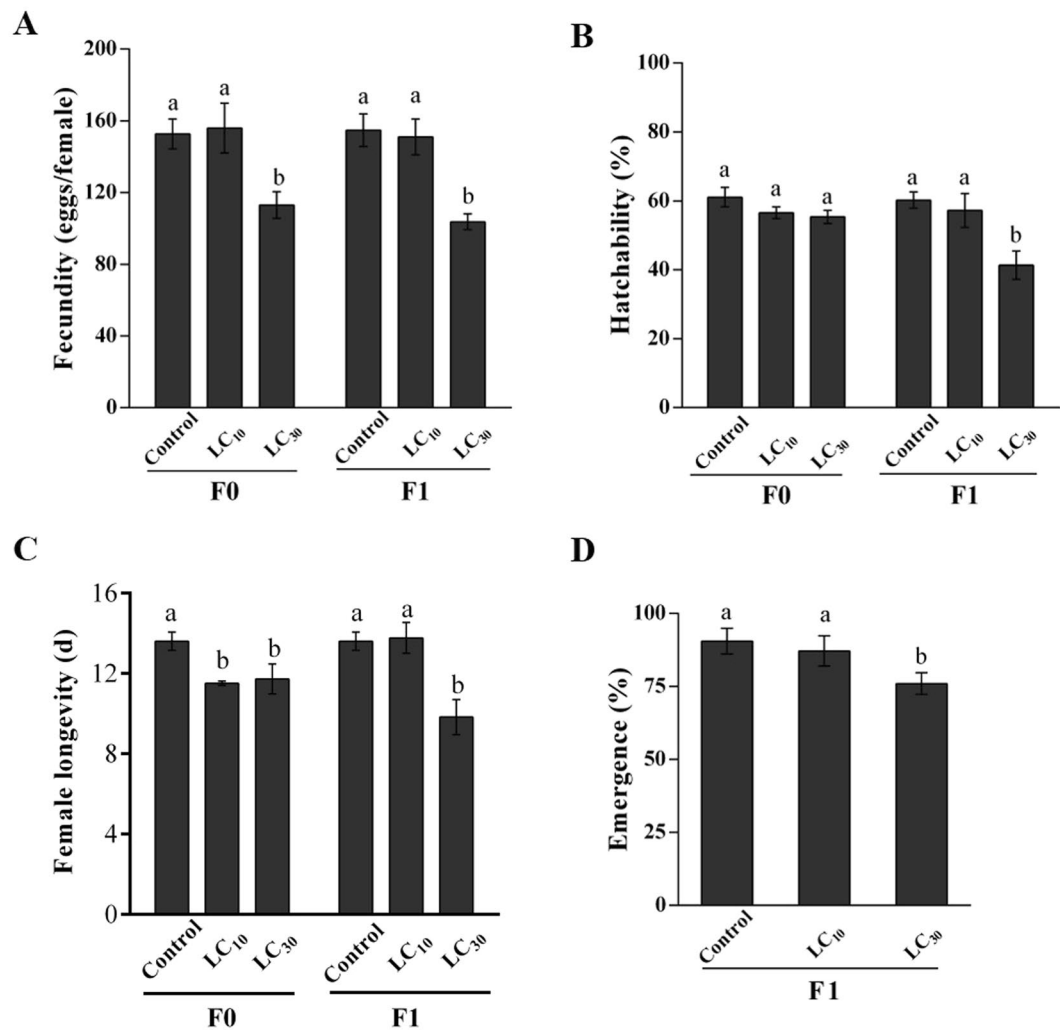 A
Fecundity (eggs/female)
200
160
120
80
40
0
a
a
b
a
a
b
Control
LC₁₀
LC₃₀
Control
LC₁₀
LC₃₀
F0
F1
B
Hatchability (%)
100
80
60
40
20
0
a
a
a
a
a
b
Control
LC₁₀
LC₃₀
Control
LC₁₀
LC₃₀
F0
F1
C
Female longevity (d)
16
12
8
4
0
a
b
b
a
a
b
Control
LC₁₀
LC₃₀
Control
LC₁₀
LC₃₀
F0
F1
D
Emergence (%)
100
75
50
25
0
a
a
b
Control
LC₁₀
LC₃₀
F1